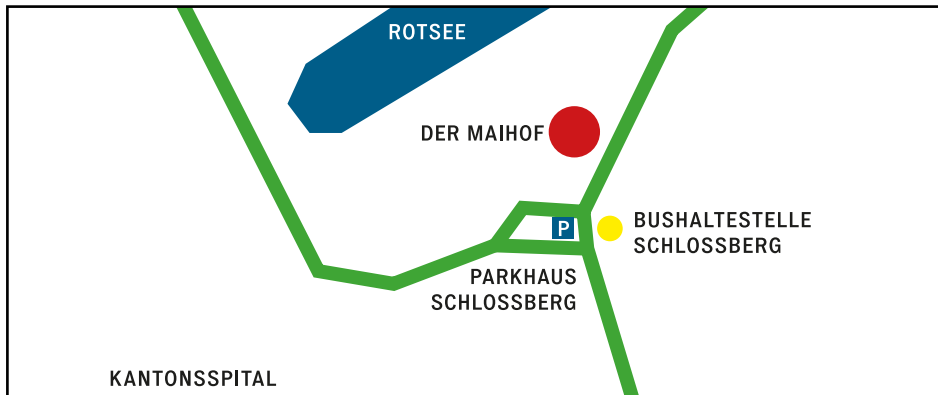 ROTSEE
DER MAIHOF
P
BUSHALTESTELLE
SCHLOSSBERG
PARKHAUS
SCHLOSSBERG
KANTONSSPITAL